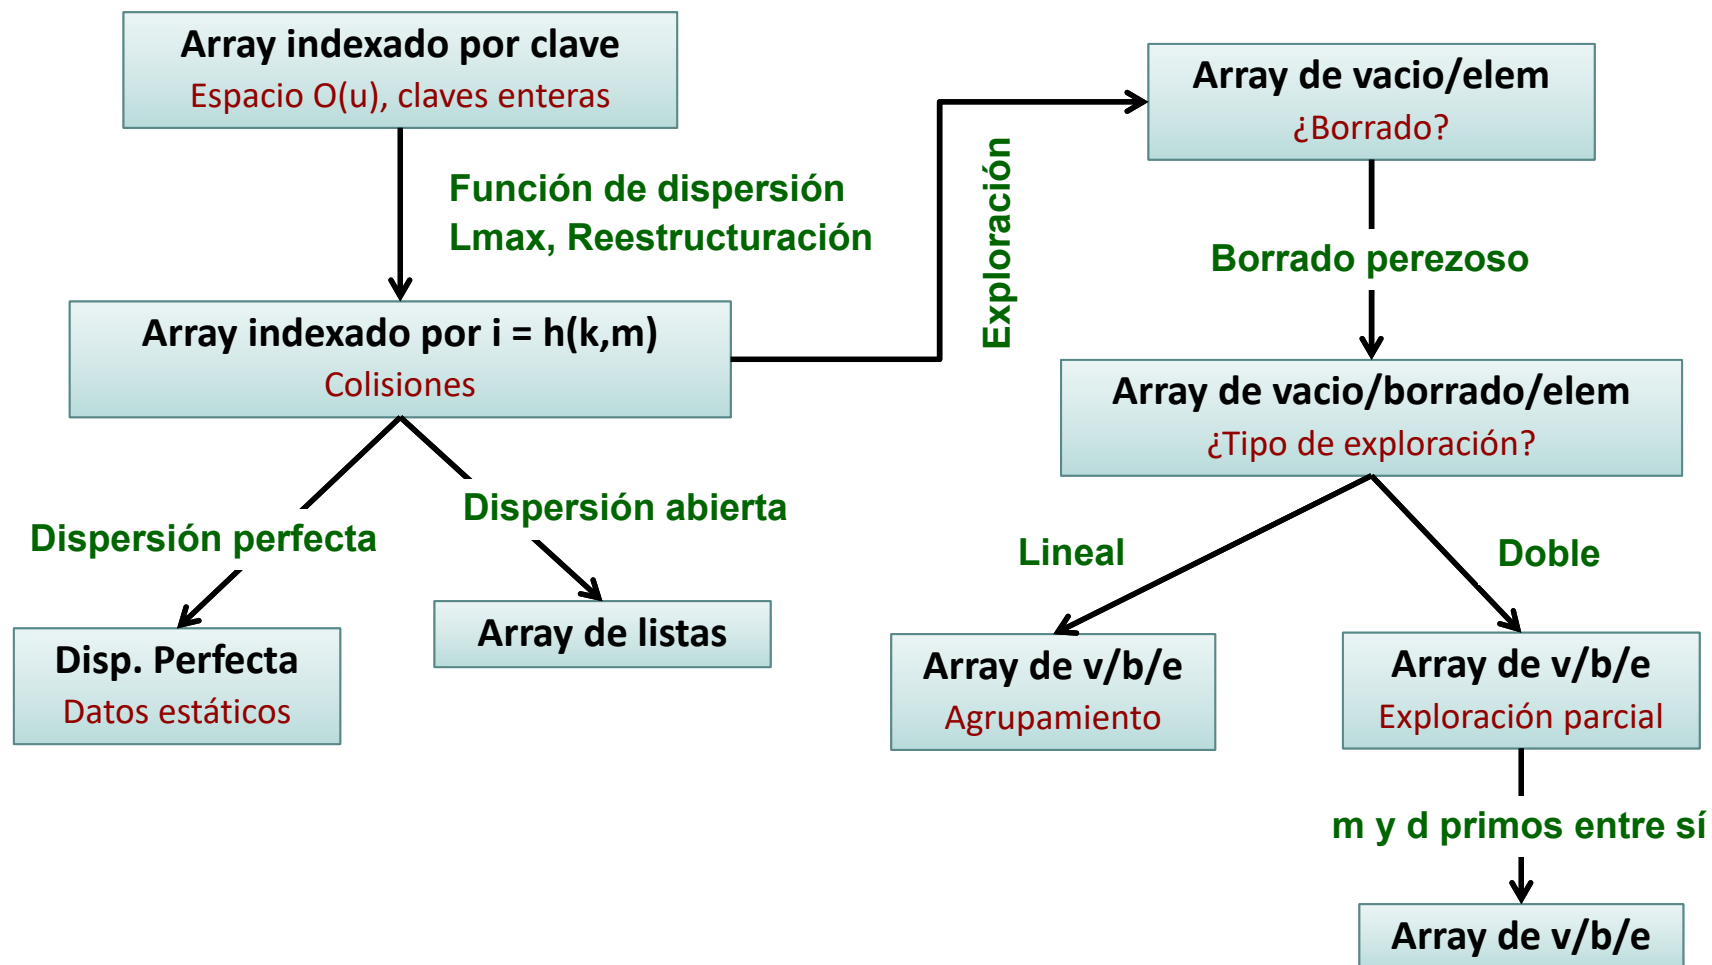 Array indexado por clave
Espacio O(u), claves enteras
Función de dispersión
Lmax, Reestructuración
Array indexado por i = h(k,m)
Colisiones
Dispersión perfecta
Dispersión abierta
Disp. Perfecta
Datos estáticos
Array de listas
Exploración
Array de vacio/elem
¿Borrado?
Borrado perezoso
Array de vacio/borrado/elem
¿Tipo de exploración?
Lineal
Doble
Array de v/b/e
Agrupamiento
Array de v/b/e
Exploración parcial
m y d primos entre sí
Array de v/b/e